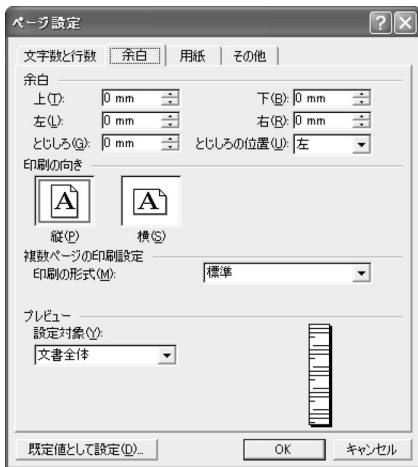 ページ設定
文字数と行数 余白 用紙 その他
余白
上(T): 0 mm 下(B): 0 mm
左(L): 0 mm 右(R): 0 mm
とじしろ(G): 0 mm とじしろの位置(U): 左
印刷の向き
A A
縦(P) 横(S)
複数ページの印刷設定
印刷の形式(M): 標準
プレビュー
設定対象(Y):
文書全体
既定値として設定(D)... OK キャンセル